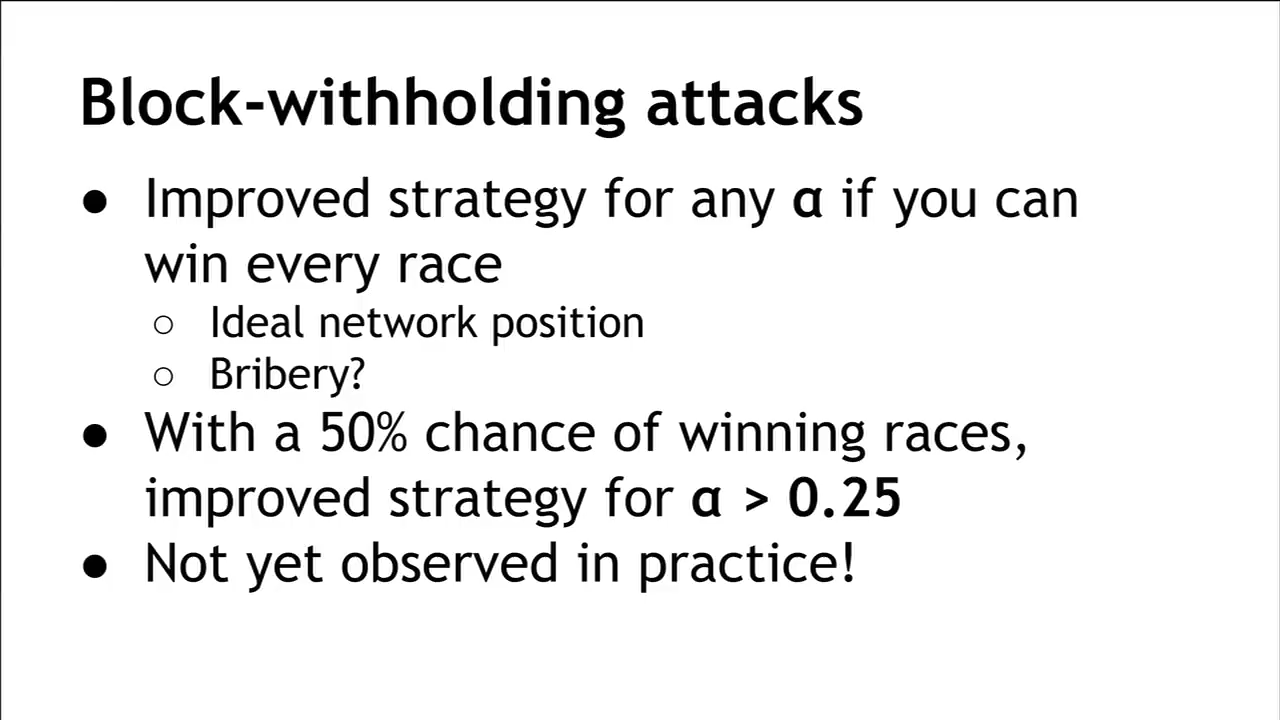 Block-withholding attacks
● Improved strategy for any α if you can
win every race
○ Ideal network position
○ Bribery?
● With a 50% chance of winning races,
improved strategy for α > 0.25
● Not yet observed in practice!